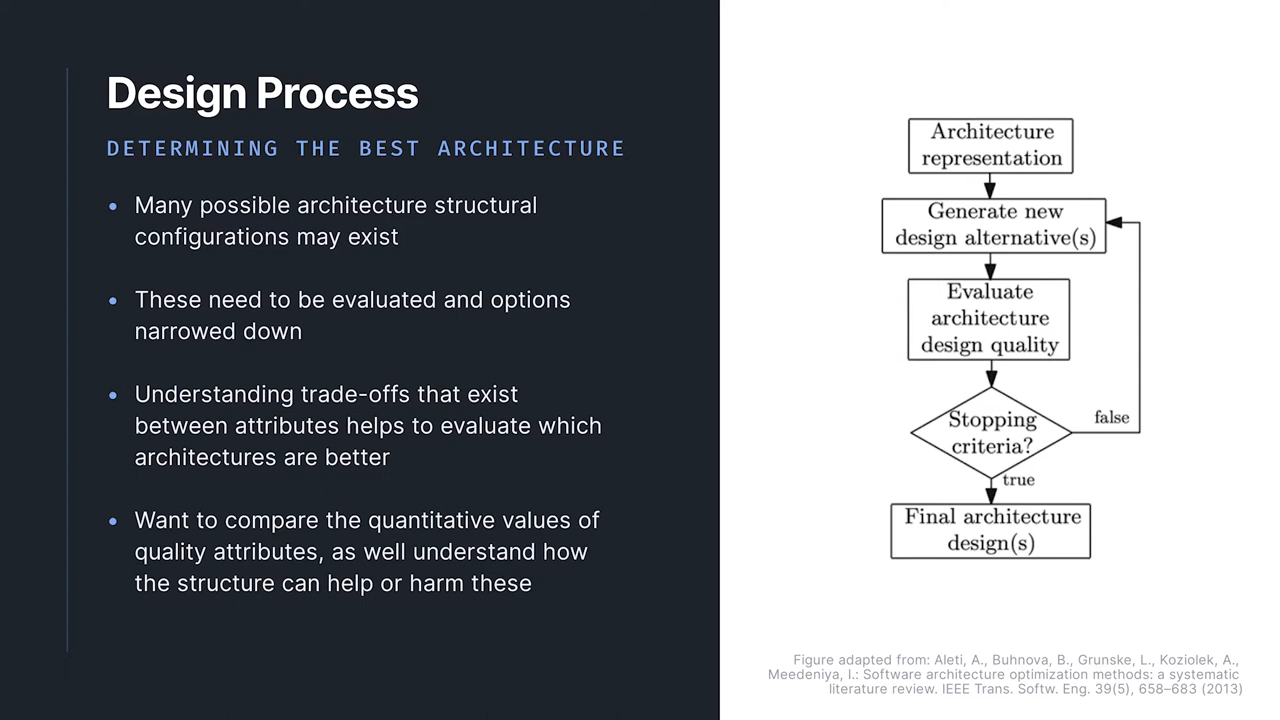 Design Process
DETERMINING THE BEST ARCHITECTURE
• Many possible architecture structural
configurations may exist
• These need to be evaluated and options
narrowed down
• Understanding trade-offs that exist
between attributes helps to evaluate which
architectures are better
• Want to compare the quantitative values of
quality attributes, as well understand how
the structure can help or harm these
Architecture
representation
Generate new
design alternative(s)
Evaluate
architecture
design quality
Stopping
criteria?
false
true
Final architecture
design(s)
Figure adapted from: Aleti, A., Buhnova, B., Grunske, L., Koziolek, A.,
Meedeniya, I.: Software architecture optimization methods: a systematic
literature review. IEEE Trans. Softw. Eng. 39(5), 658–683 (2013)